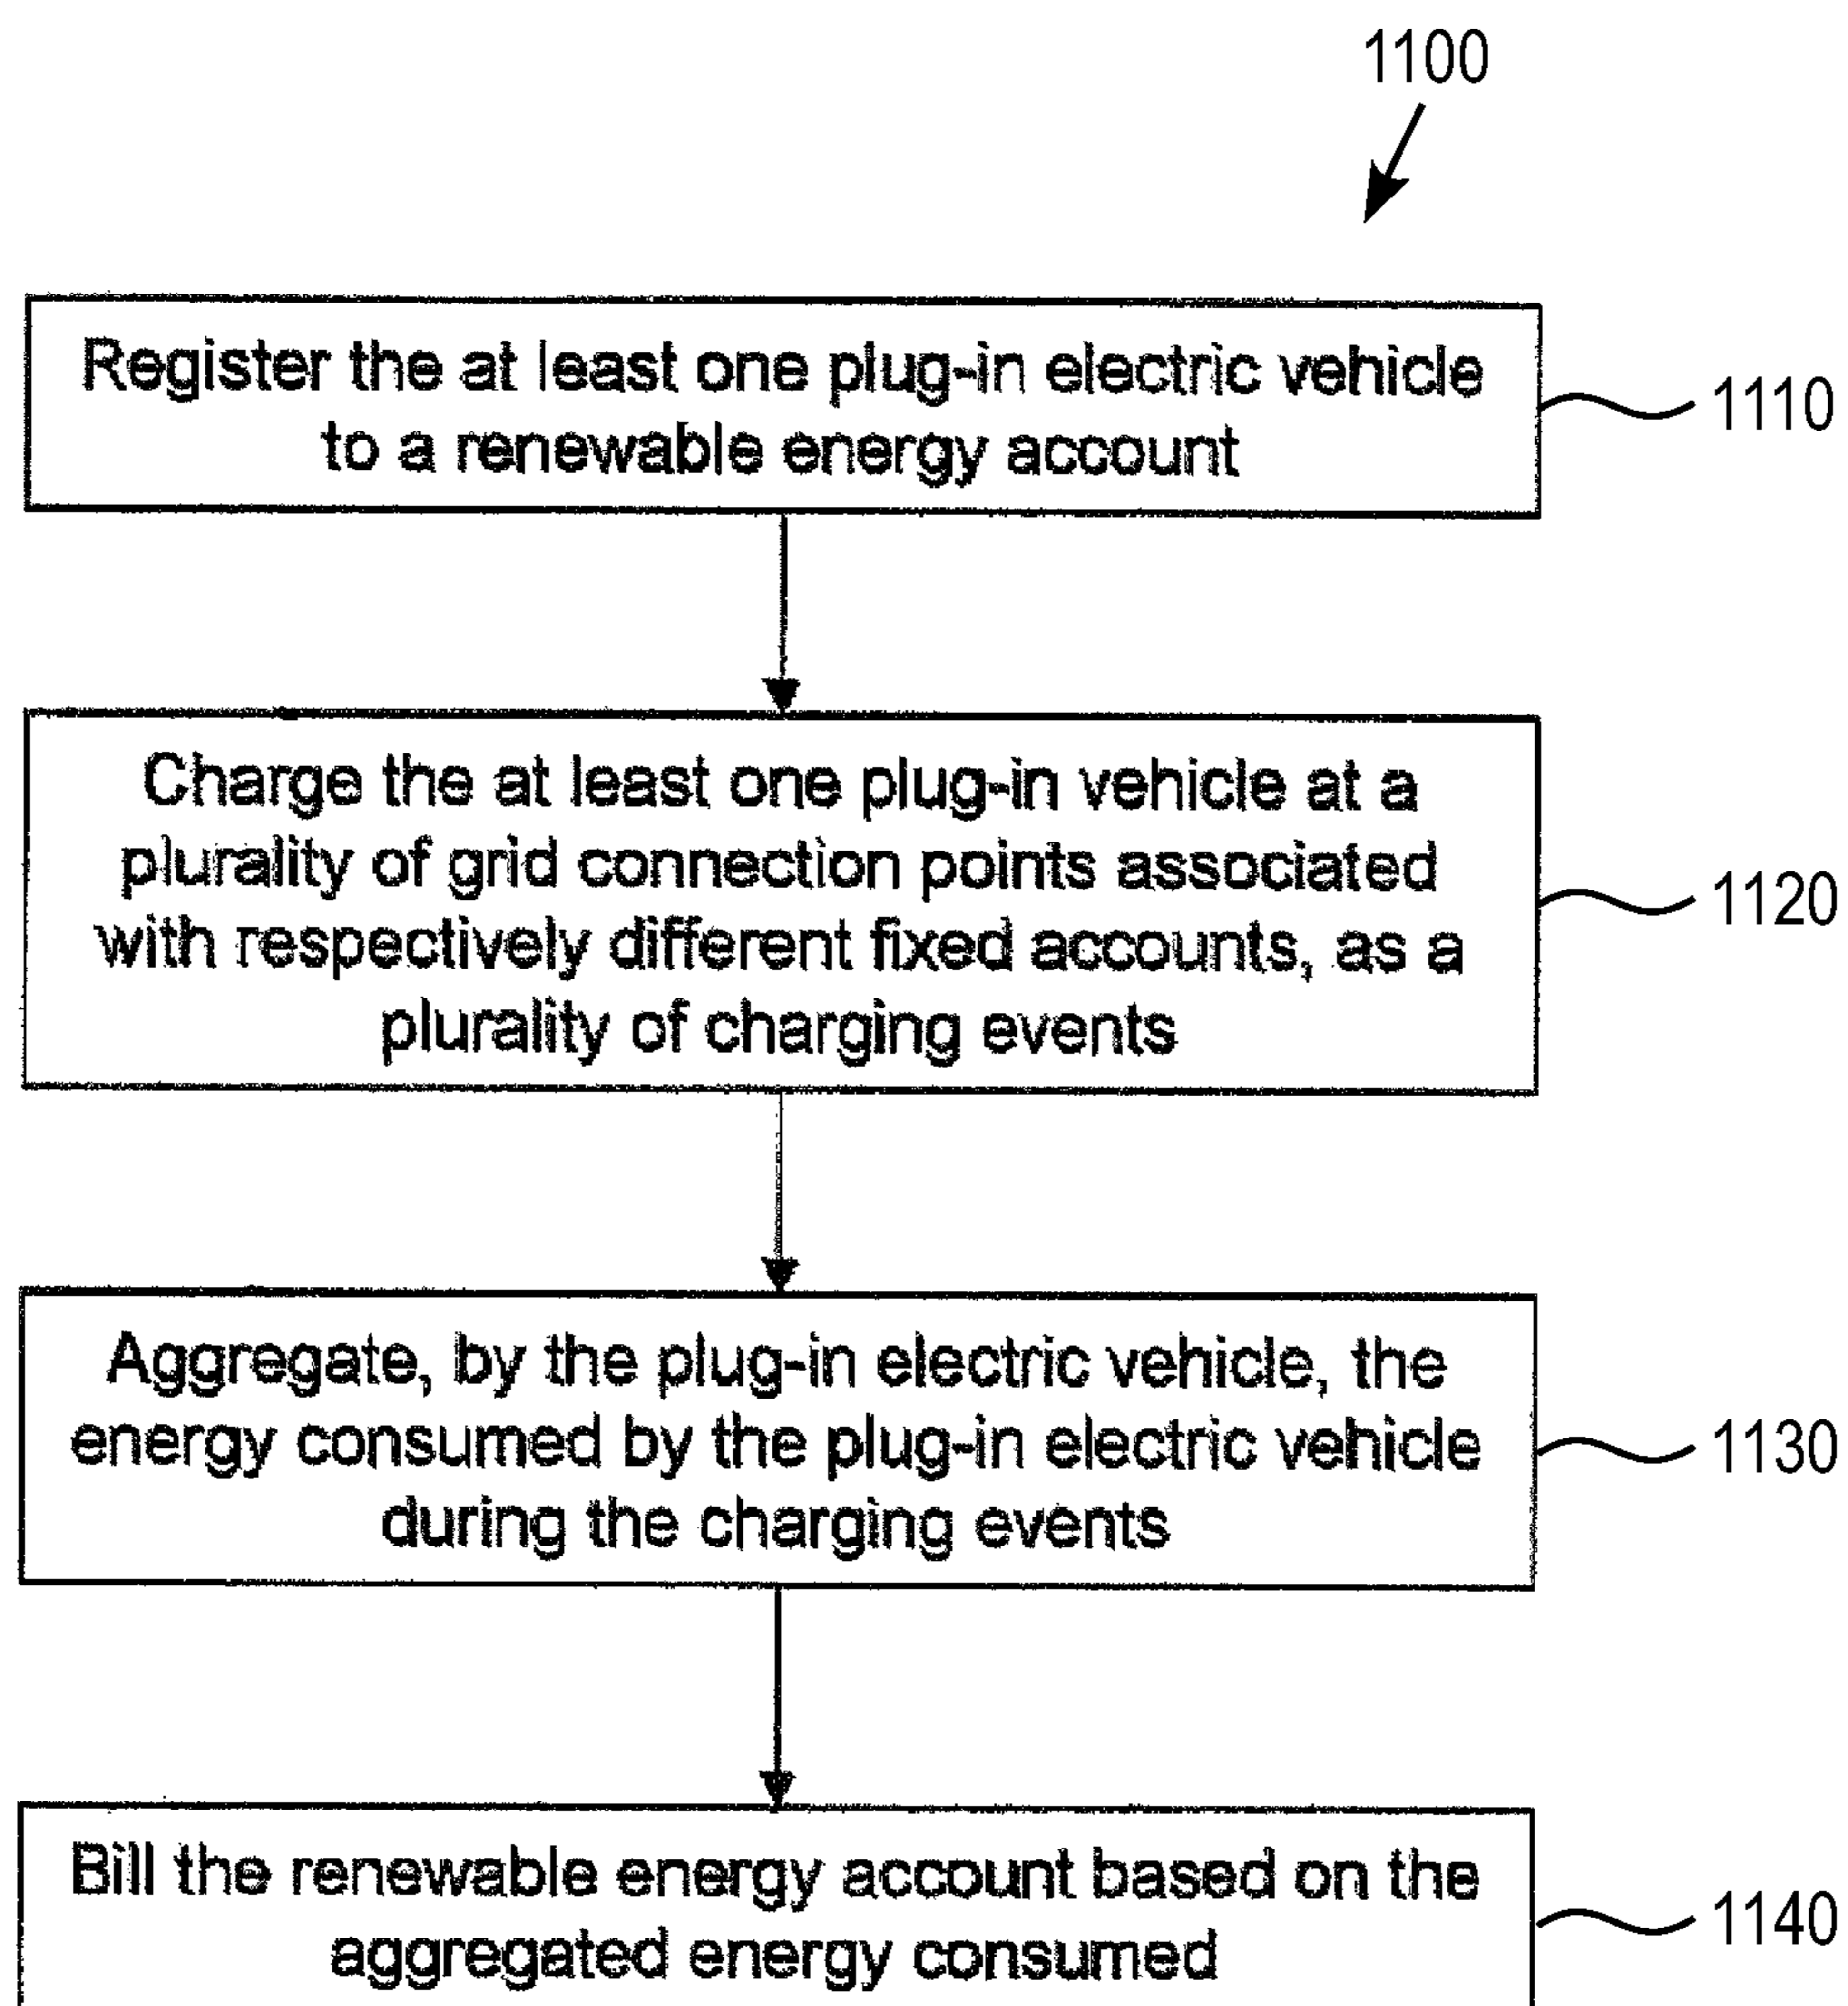 1100
Register the at least one plug-in electric vehicle
to a renewable energy account
1110
Charge the at least one plug-in vehicle at a
plurality of grid connection points associated
with respectively different fixed accounts, as a
plurality of charging events
1120
Aggregate, by the plug-in electric vehicle, the
energy consumed by the plug-in electric vehicle
during the charging events
1130
Bill the renewable energy account based on the
aggregated energy consumed
1140